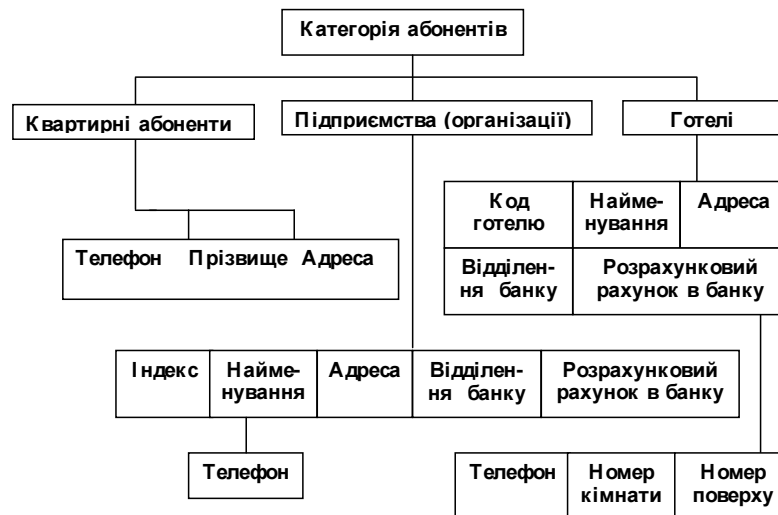 Категорія абонентів
Квартирні абоненти
Підприємства (організації)
Готелі
Код
готелю
Найме-
нування
Адреса
Відділен-
ня банку
Розрахунковий
рахунок в банку
Телефон Прізвище Адреса
Індекс
Найме-
нування
Адреса
Відділен-
ня банку
Розрахунковий
рахунок в банку
Телефон
Телефон
Номер
кімнати
Номер
поверху